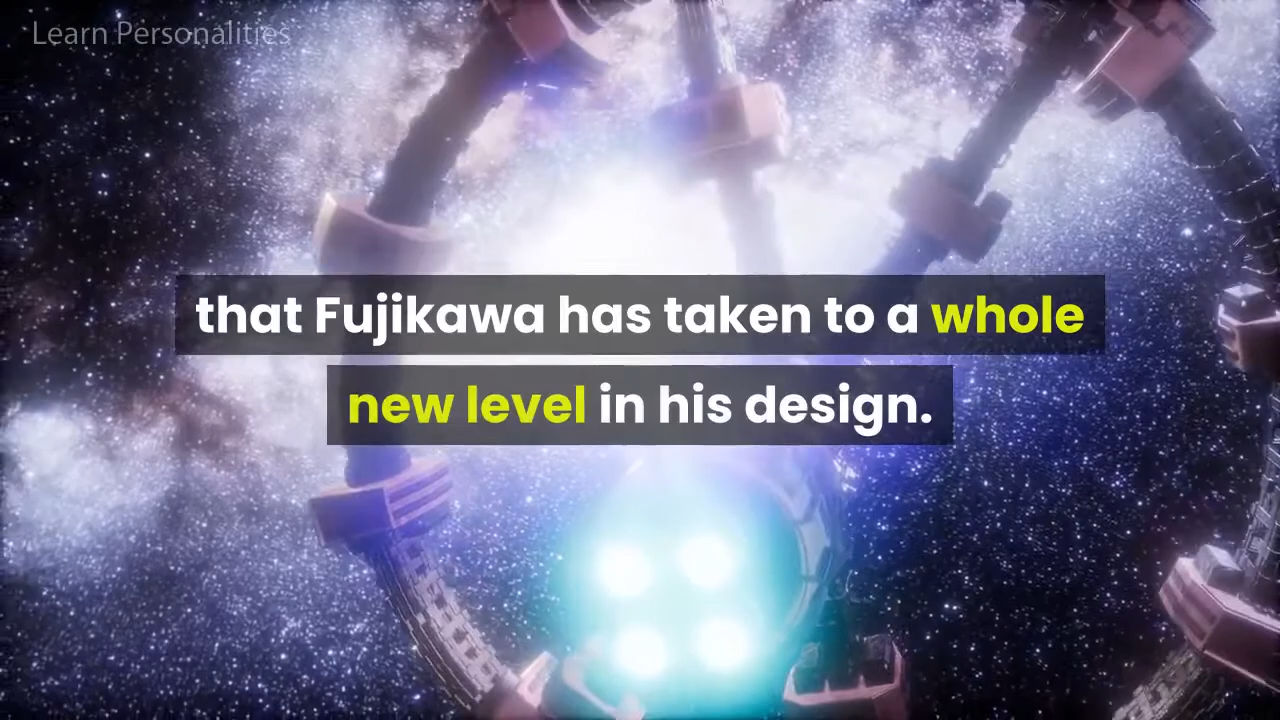 Learn Personalities
that Fujikawa has taken to a whole
new level in his design.